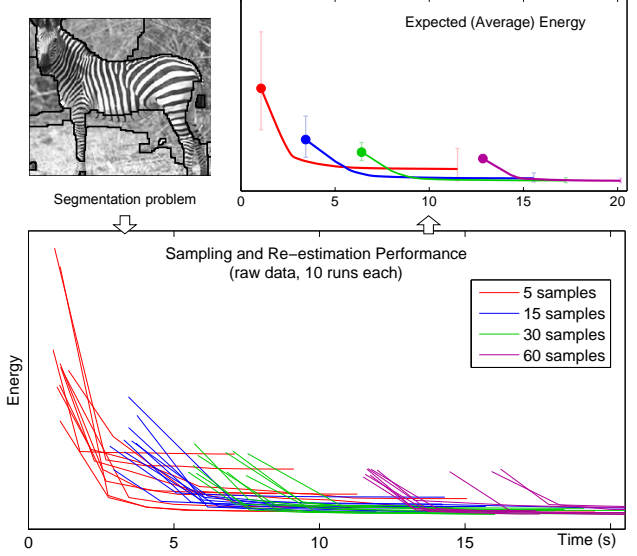 Expected (Average) Energy
0 5 10 15 20
Segmentation problem
Sampling and Re−estimation Performance
(raw data, 10 runs each)
5 samples
15 samples
30 samples
60 samples
Energy
0 5 10 15 Time (s)